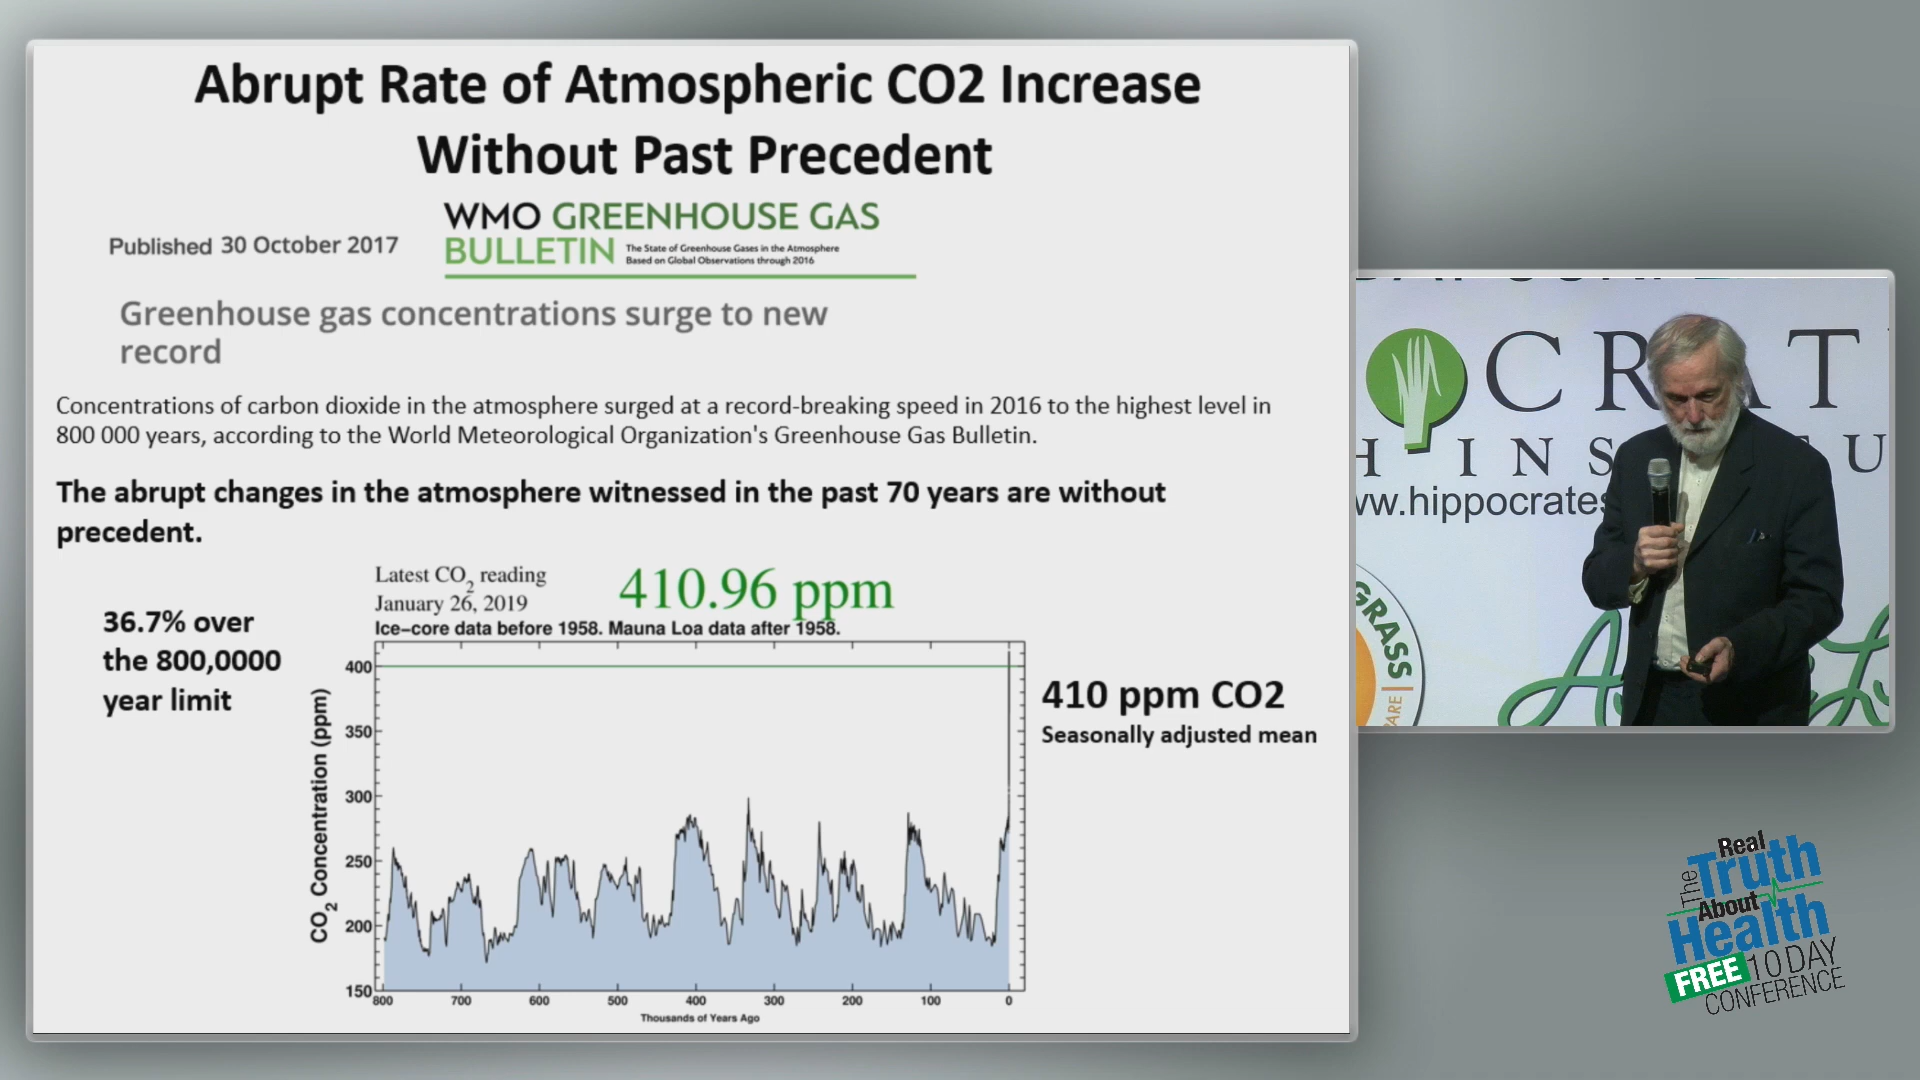 Abrupt Rate of Atmospheric CO2 Increase
Without Past Precedent
WMO GREENHOUSE GAS
BULLETIN
The State of Greenhouse Gases in the Atmosphere
Based on Global Observations through 2016
Published 30 October 2017
Greenhouse gas concentrations surge to new
record
Concentrations of carbon dioxide in the atmosphere surged at a record-breaking speed in 2016 to the highest level in
800 000 years, according to the World Meteorological Organization's Greenhouse Gas Bulletin.
The abrupt changes in the atmosphere witnessed in the past 70 years are without
precedent.
Latest CO2 reading
January 26, 2019
410.96 ppm
Ice-core data before 1958. Mauna Loa data after 1958.
36.7% over
the 800,0000
year limit
CO2 Concentration (ppm)
400
350
300
250
200
150
800 700 600 500 400 300 200 100 0
Thousands of Years Ago
410 ppm CO2
Seasonally adjusted mean
OCR AT
H INS U
ww.hippocrates
GRASS
ARE
The Real
Truth
About
Health
FREE 10 DAY
CONFERENCE